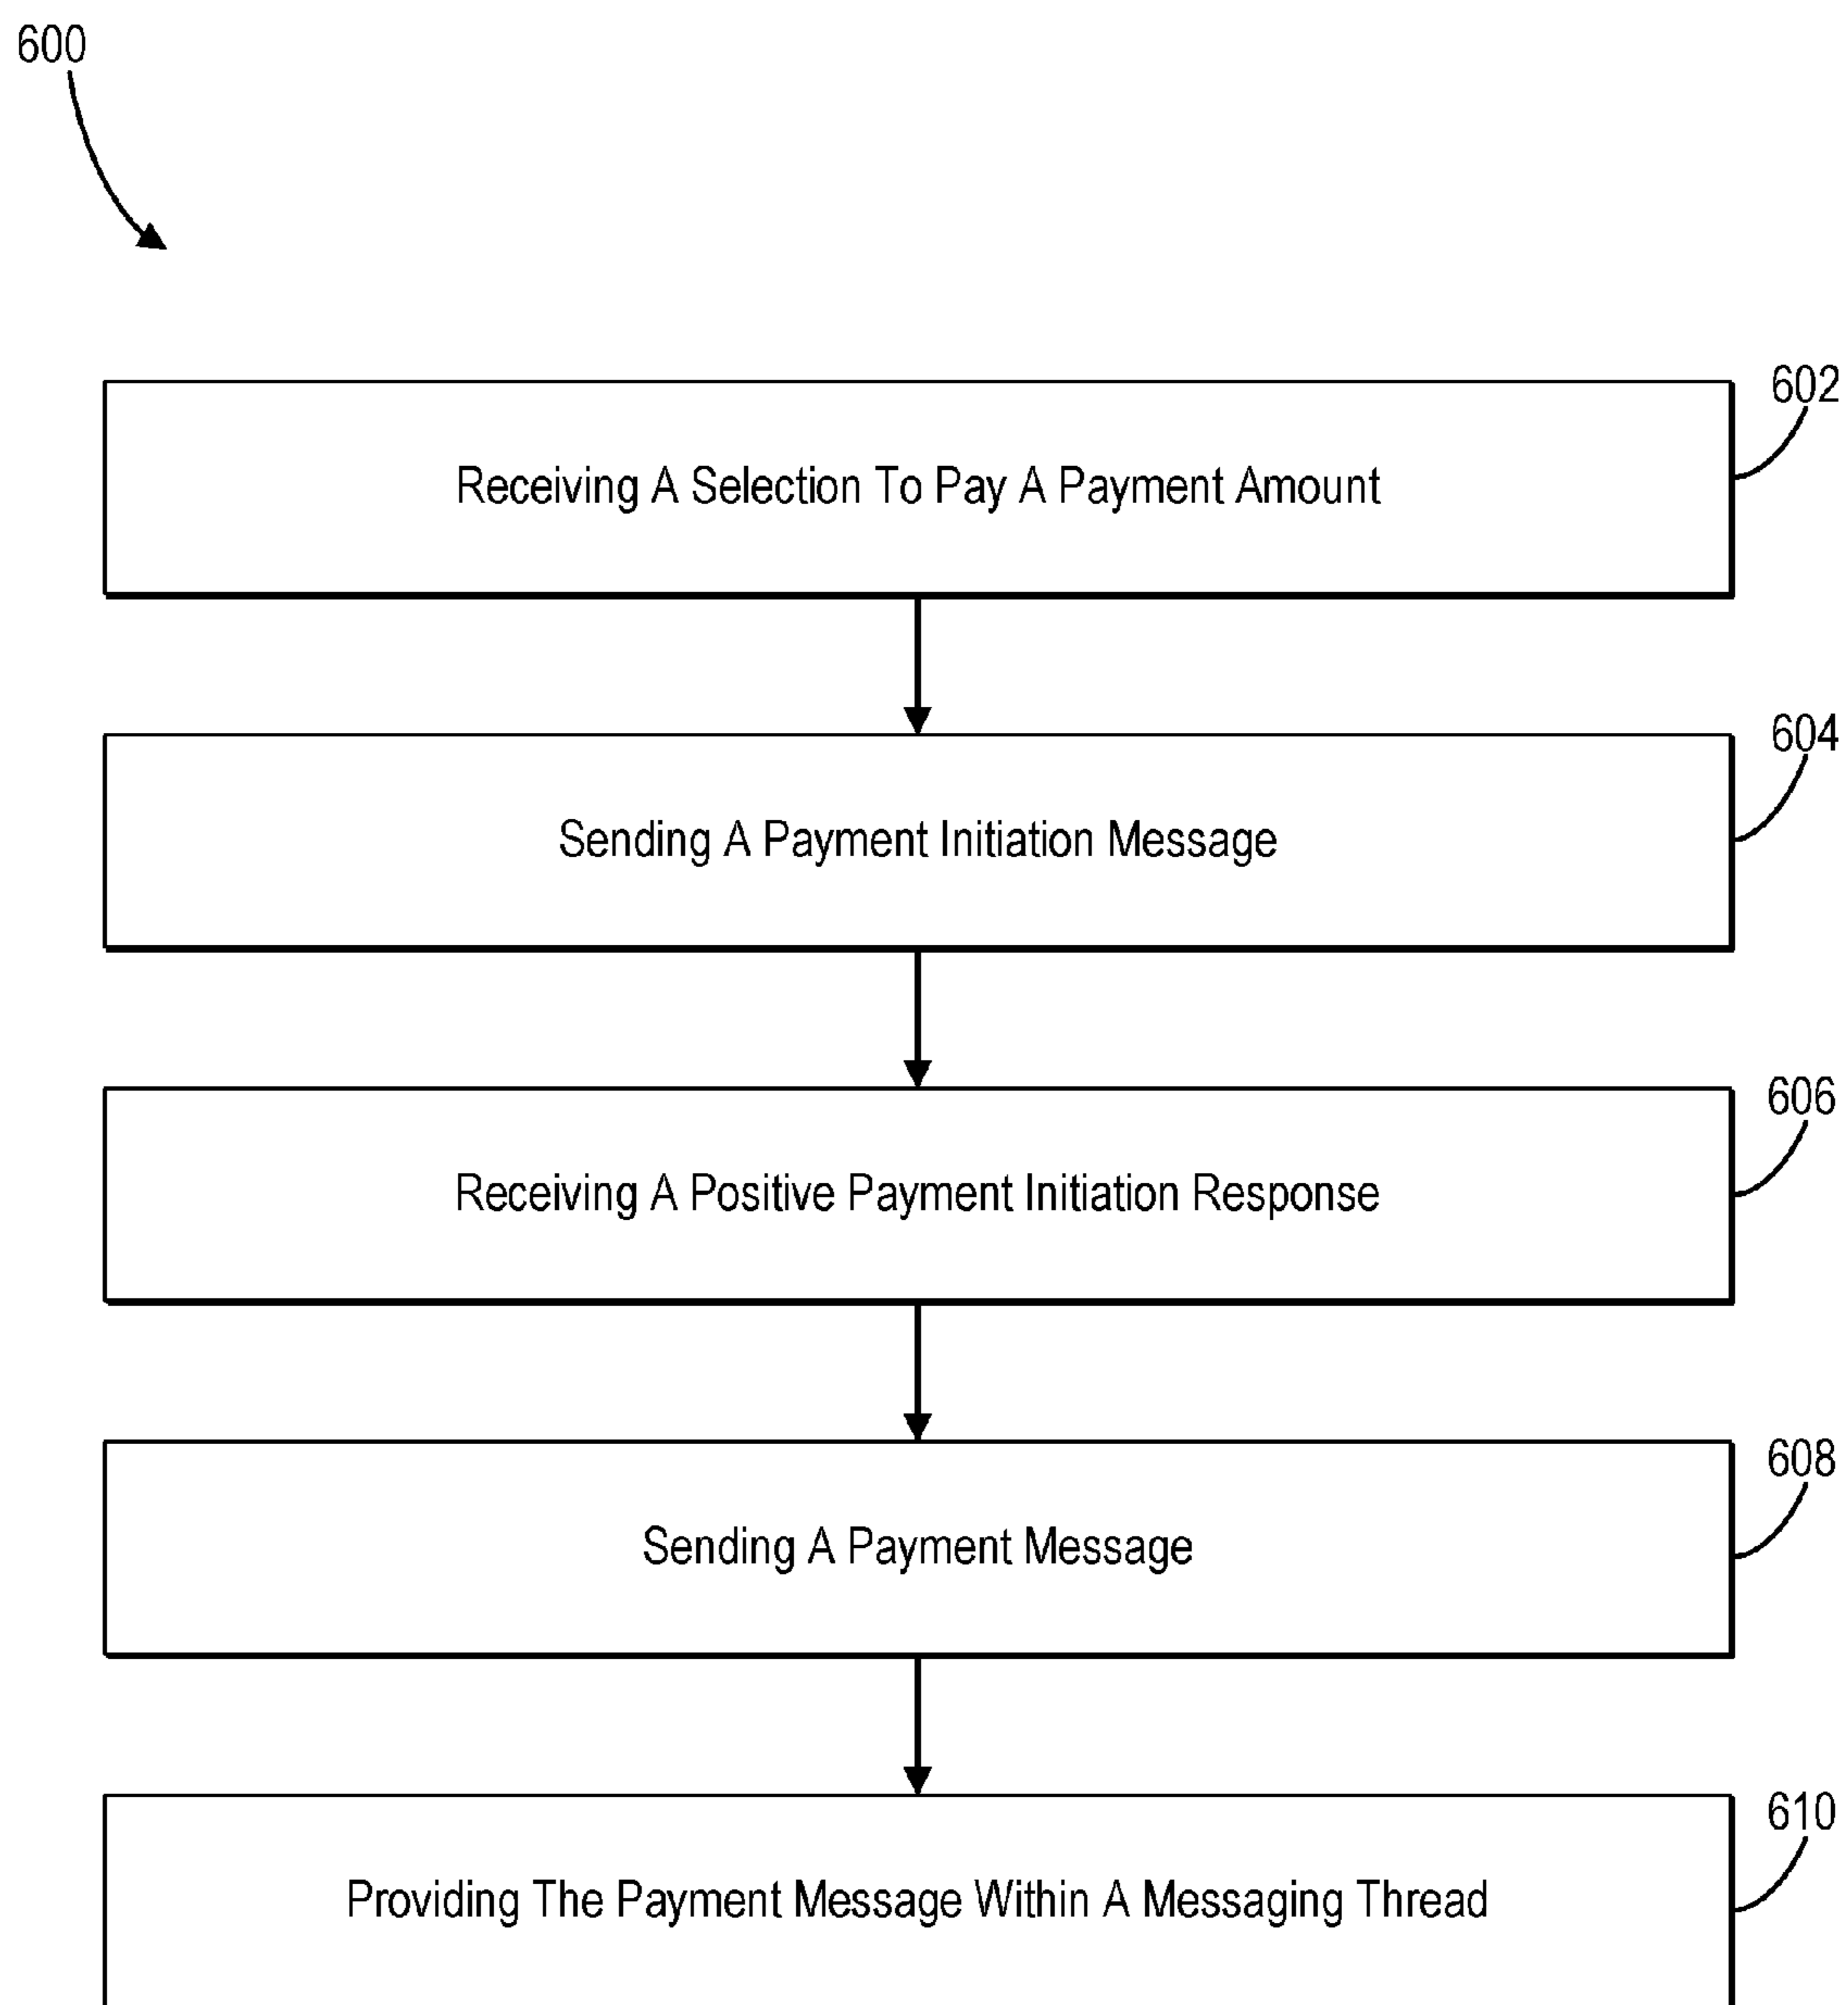 600
602
Receiving A Selection To Pay A Payment Amount
604
Sending A Payment Initiation Message
606
Receiving A Positive Payment Initiation Response
608
Sending A Payment Message
610
Providing The Payment Message Within A Messaging Thread